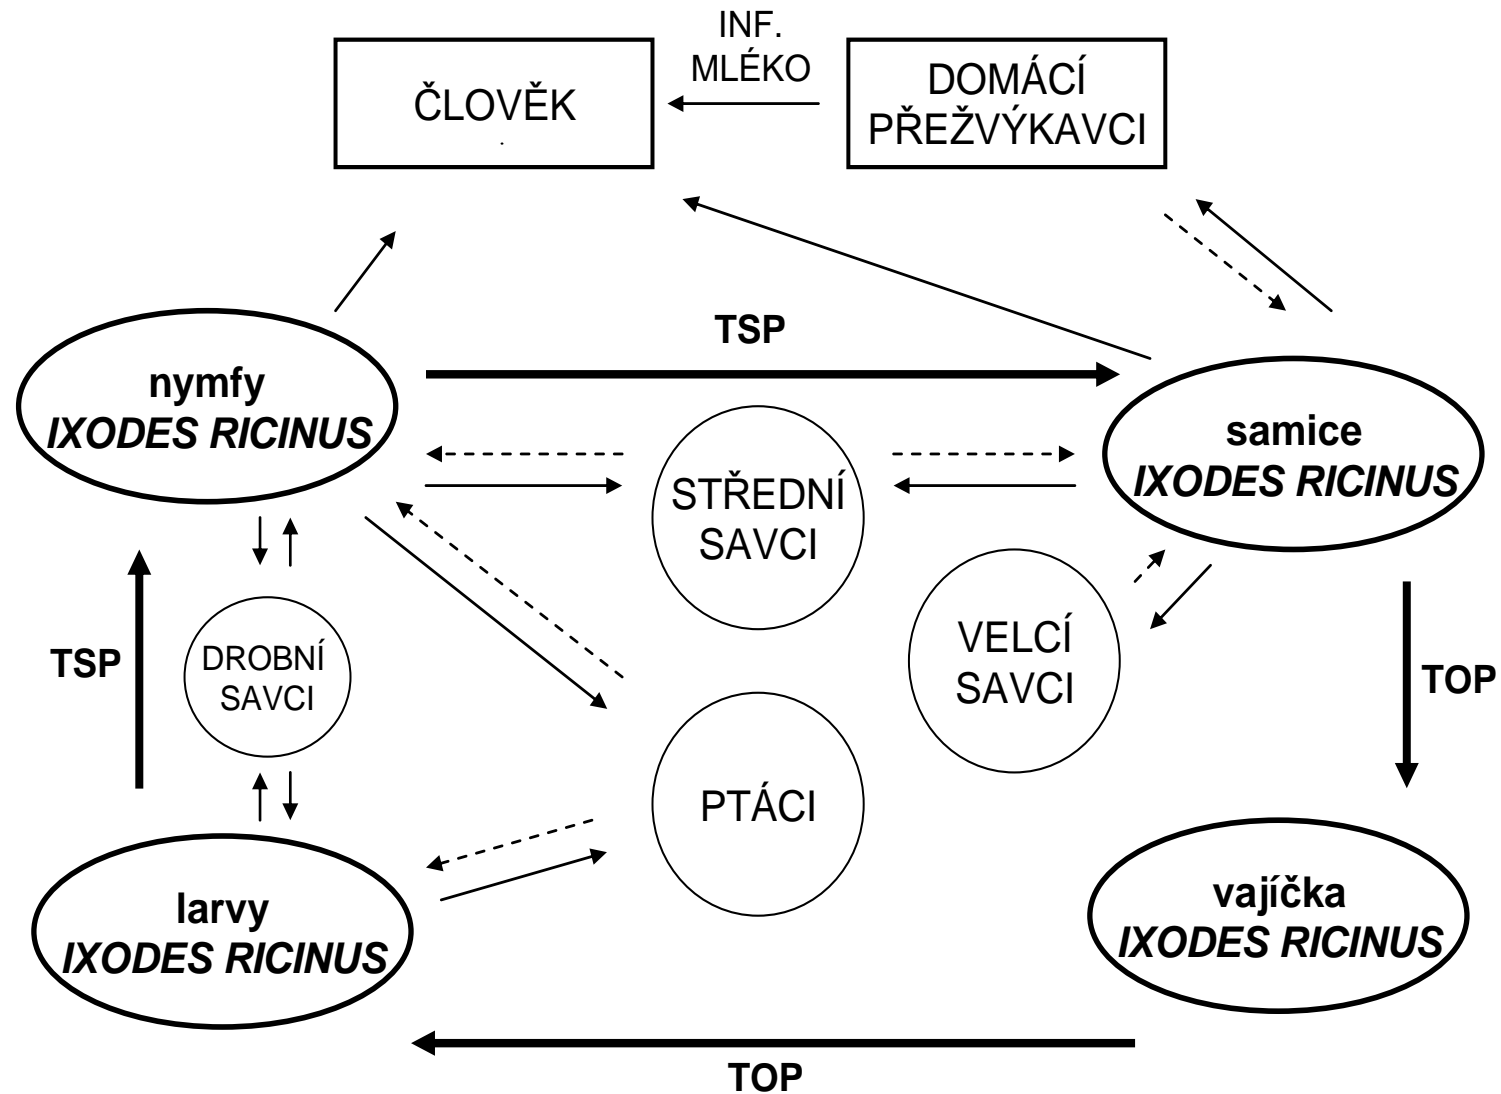 INF.
MLÉKO
ČLOVĚK
DOMÁCÍ
PŘEŽVÝKAVCI
TSP
nymfy
IXODES RICINUS
samice
IXODES RICINUS
STŘEDNÍ
SAVCI
TSP
DROBNÍ
SAVCI
VELCÍ
SAVCI
TOP
PTÁCI
larvy
IXODES RICINUS
vajíčka
IXODES RICINUS
TOP